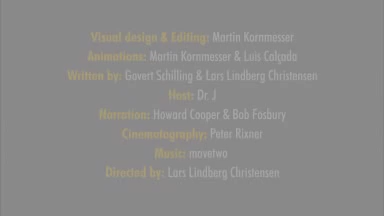 Visual design & Editing: Martin Kornmesser
Animations: Martin Kornmesser & Luis Calçada
Written by: Govert Schilling & Lars Lindberg Christensen
Host: Dr. J
Narration: Howard Cooper & Bob Fosbury
Cinematography: Peter Rixner
Music: movetwo
Directed by: Lars Lindberg Christensen